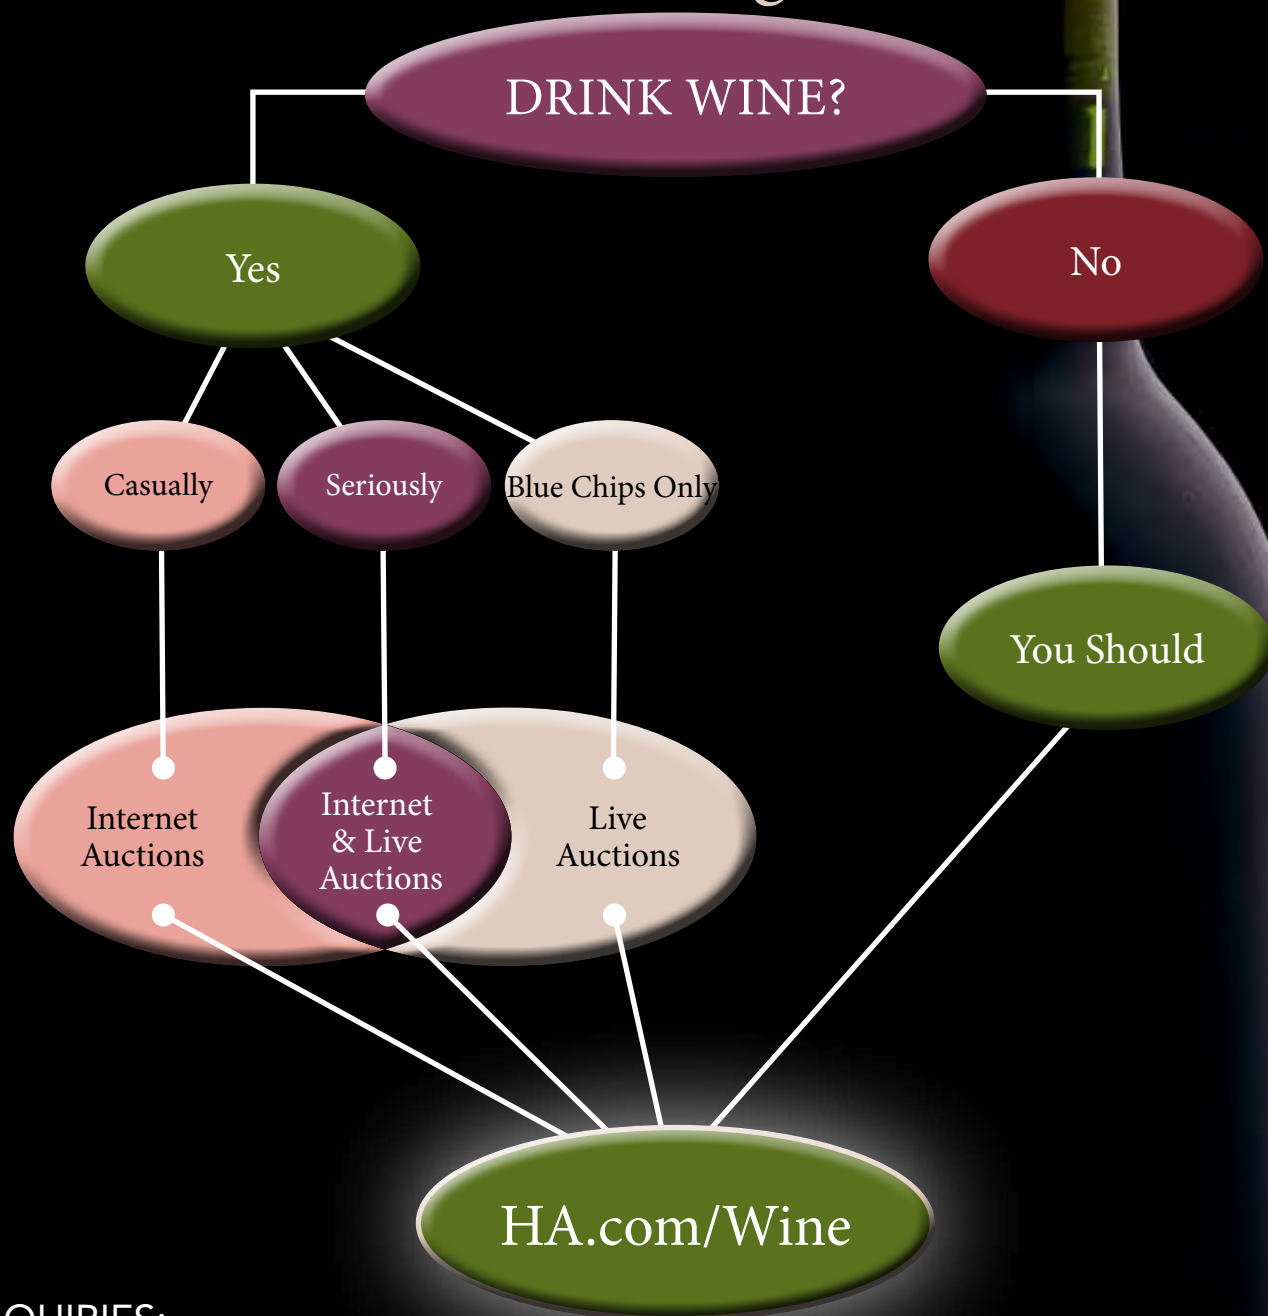 DRINK WINE?
Yes
No
Casually
Seriously
Blue Chips Only
You Should
Internet
Auctions
Internet
& Live
Auctions
Live
Auctions
HA.com/Wine